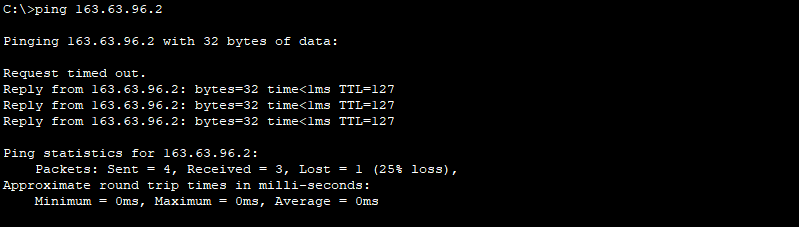 C:\>ping 163.63.96.2
Pinging 163.63.96.2 with 32 bytes of data:
Request timed out.
Reply from 163.63.96.2: bytes=32 time<1ms TTL=127
Reply from 163.63.96.2: bytes=32 time<1ms TTL=127
Reply from 163.63.96.2: bytes=32 time<1ms TTL=127
Ping statistics for 163.63.96.2:
    Packets: Sent = 4, Received = 3, Lost = 1 (25% loss),
Approximate round trip times in milli-seconds:
    Minimum = 0ms, Maximum = 0ms, Average = 0ms